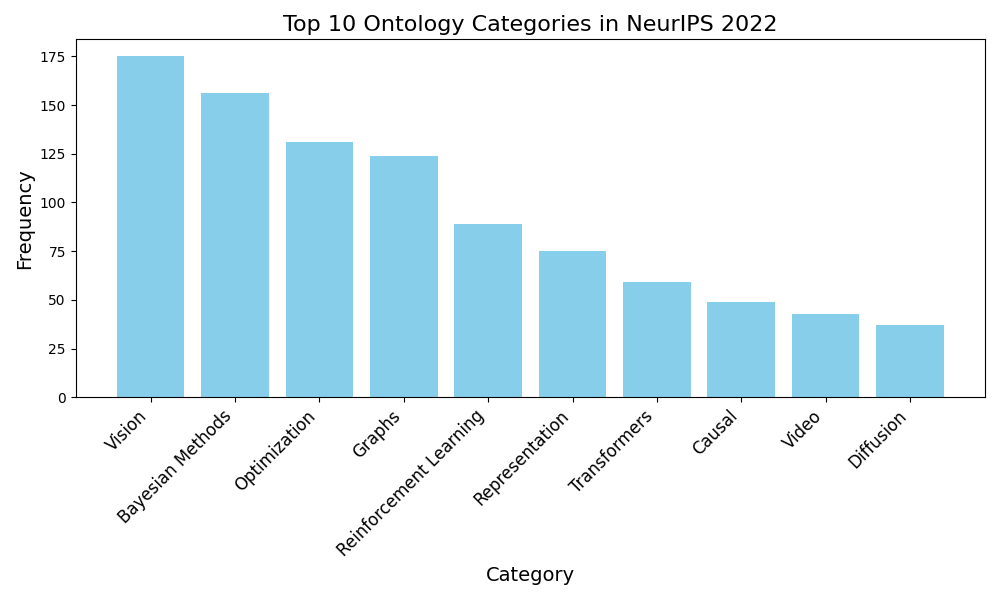 Top 10 Ontology Categories in NeurIPS 2022
Frequency
175
150
125
100
75
50
25
0
Vision
Bayesian Methods
Optimization
Graphs
Reinforcement Learning
Representation
Transformers
Causal
Video
Diffusion
Category